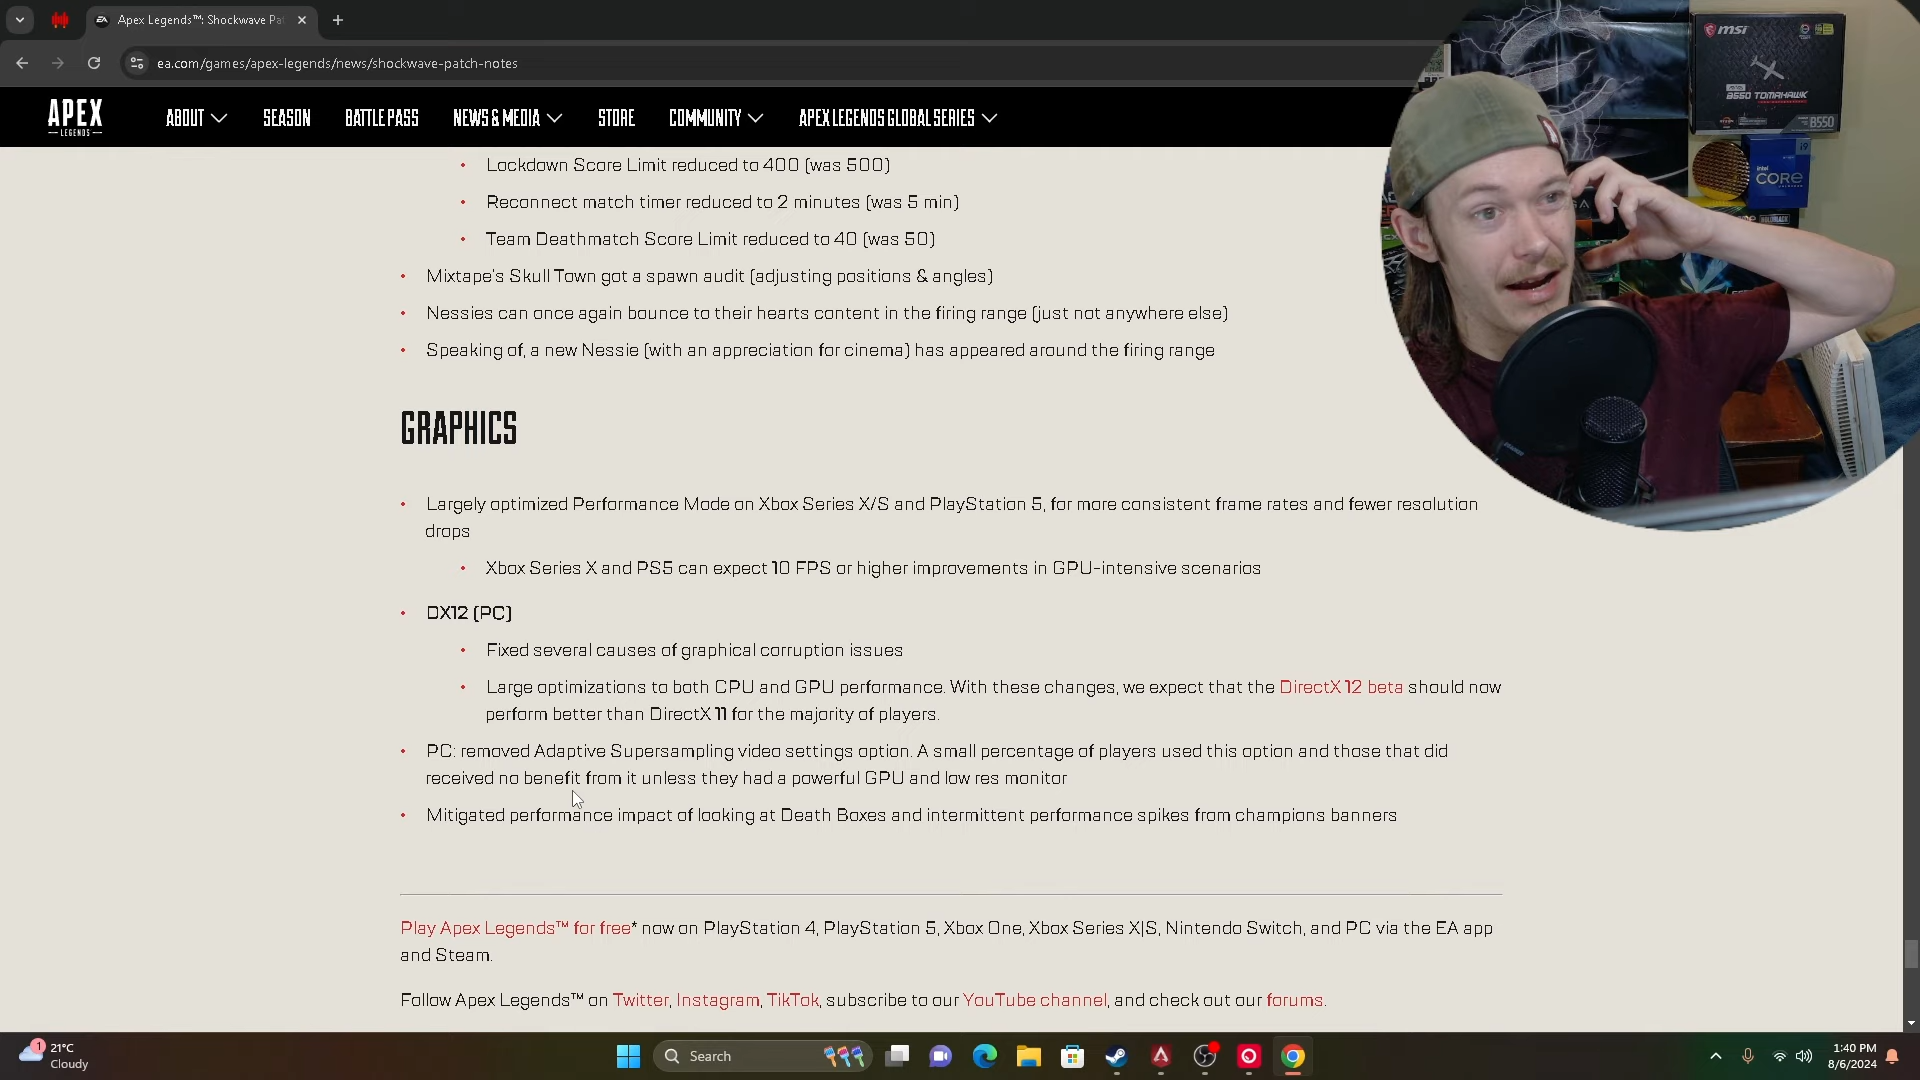 Apex Legends™: Shockwave Pa
ea.com/games/apex-legends/news/shockwave-patch-notes
APEX
LEGENDS
ABOUT SEASON BATTLE PASS NEWS & MEDIA STORE COMMUNITY APEX LEGENDS GLOBAL SERIES
msi
B550 TOMAHAWK
B550
intel
CORE
i9
• Lockdown Score Limit reduced to 400 (was 500)
• Reconnect match timer reduced to 2 minutes (was 5 min)
• Team Deathmatch Score Limit reduced to 40 (was 50)
• Mixtape's Skull Town got a spawn audit (adjusting positions & angles)
• Nessies can once again bounce to their hearts content in the firing range (just not anywhere else)
• Speaking of, a new Nessie (with an appreciation for cinema) has appeared around the firing range
GRAPHICS
• Largely optimized Performance Mode on Xbox Series X/S and PlayStation 5, for more consistent frame rates and fewer resolution
drops
• Xbox Series X and PS5 can expect 10 FPS or higher improvements in GPU-intensive scenarios
• DX12 (PC)
• Fixed several causes of graphical corruption issues
• Large optimizations to both CPU and GPU performance. With these changes, we expect that the DirectX 12 beta should now
perform better than DirectX 11 for the majority of players.
• PC: removed Adaptive Supersampling video settings option. A small percentage of players used this option and those that did
received no benefit from it unless they had a powerful GPU and low res monitor
• Mitigated performance impact of looking at Death Boxes and intermittent performance spikes from champions banners
Play Apex Legends™ for free* now on PlayStation 4, PlayStation 5, Xbox One, Xbox Series X|S, Nintendo Switch, and PC via the EA app
and Steam.
Follow Apex Legends™ on Twitter, Instagram, TikTok, subscribe to our YouTube channel, and check out our forums.
1
21°C
Cloudy
Search
1:40 PM
8/6/2024